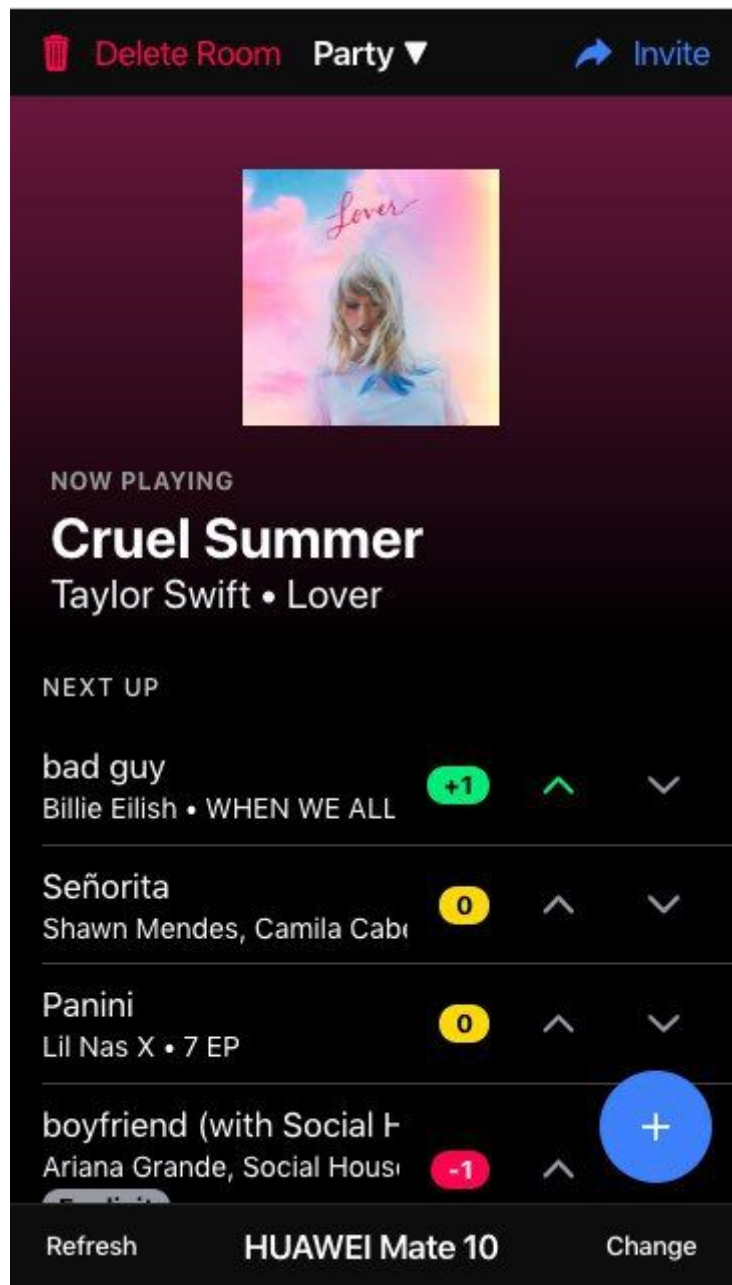 Delete Room Party ▼ Invite
Lover
NOW PLAYING
Cruel Summer
Taylor Swift • Lover
NEXT UP
bad guy
+1
Billie Eilish • WHEN WE ALL
Señorita
0
Shawn Mendes, Camila
Panini
0
Lil Nas X • 7 EP
boyfriend (with Social
Ariana Grande, Social
-1
+
Refresh HUAWEI Mate 10 Change